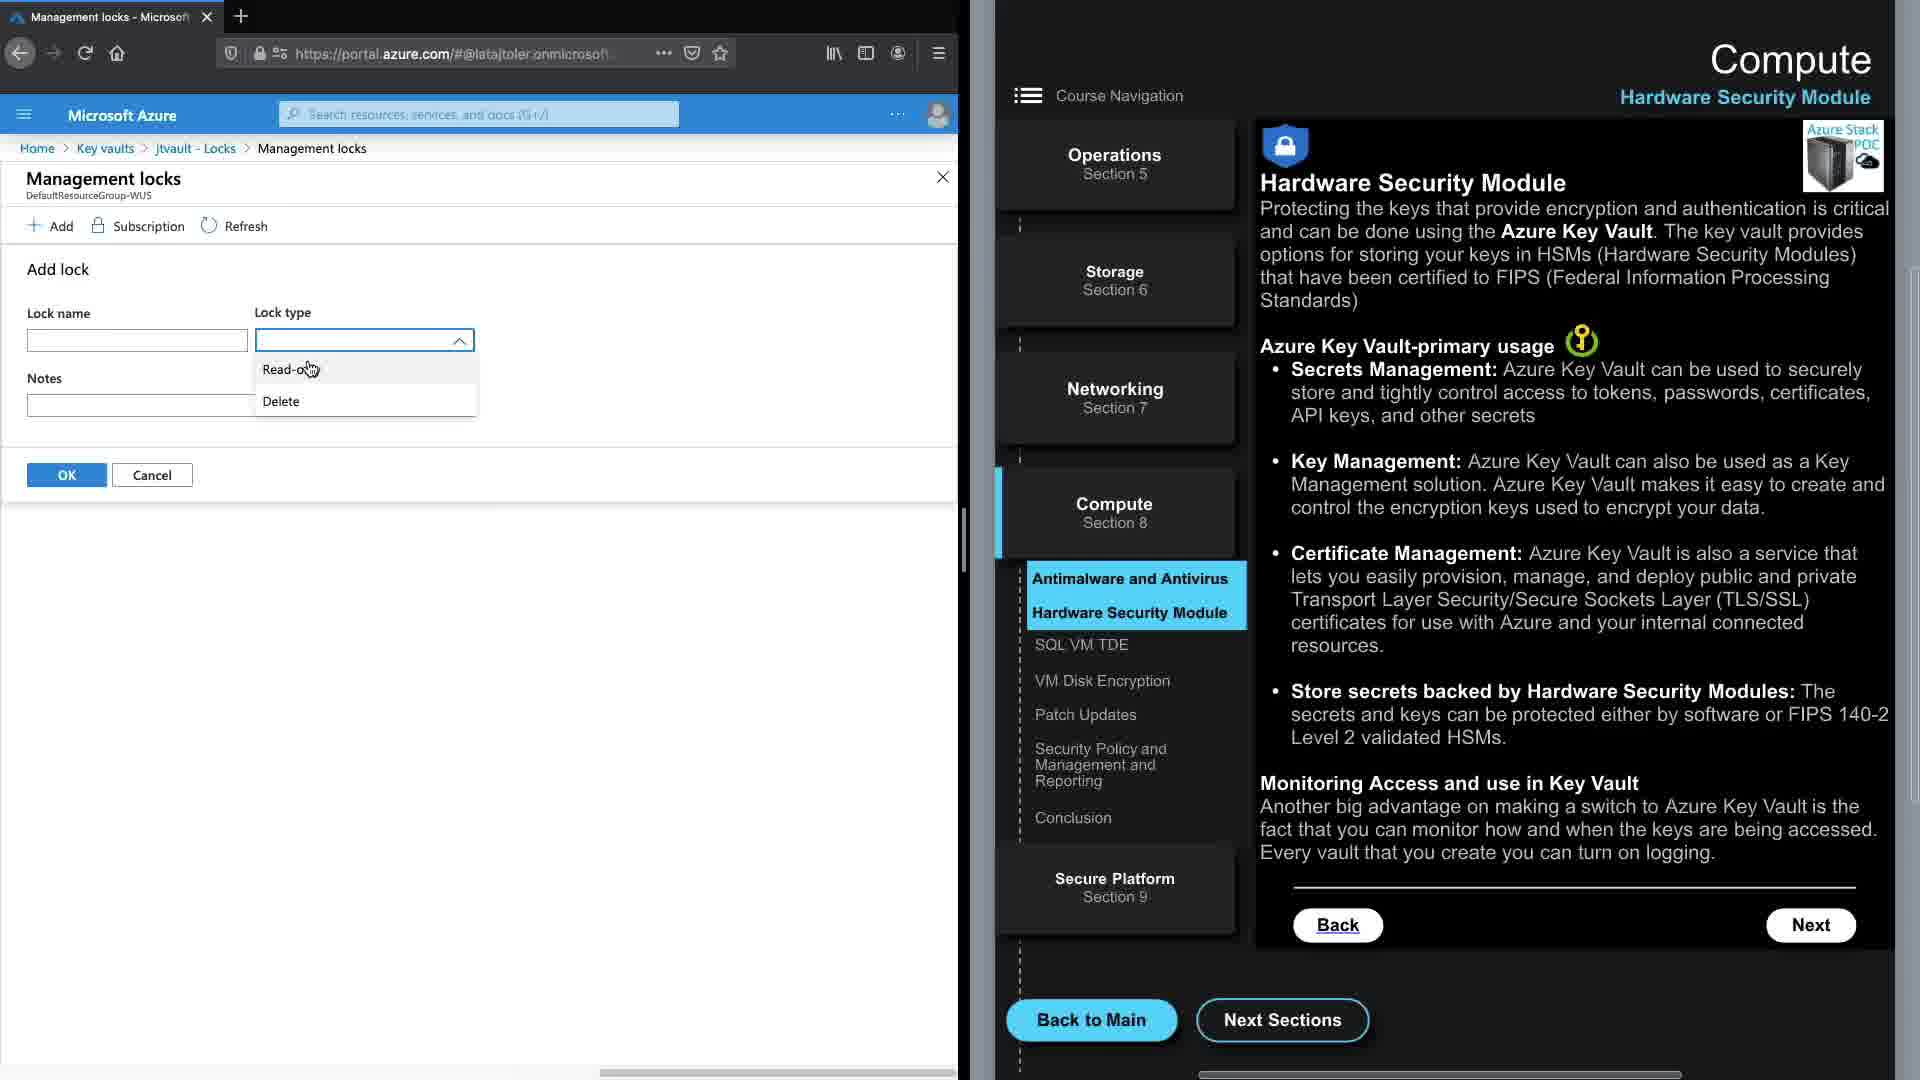 Management locks - Microsoft
https://portal.azure.com/#@latajtoler.onmicrosoft.
Microsoft Azure
Search resources, services, and docs (G+/)
Home > Key vaults > jtvault - Locks > Management locks
Management locks
DefaultResourceGroup-WUS
Add
Subscription
Refresh
Add lock
Lock name
Lock type
Read-o
Delete
Notes
OK
Cancel
Compute
Hardware Security Module
Course Navigation
Operations
Section 5
Storage
Section 6
Networking
Section 7
Compute
Section 8
Antimalware and Antivirus
Hardware Security Module
SQL VM TDE
VM Disk Encryption
Patch Updates
Security Policy and
Management and
Reporting
Conclusion
Secure Platform
Section 9
Azure Stack
POC
Hardware Security Module
Protecting the keys that provide encryption and authentication is critical
and can be done using the Azure Key Vault. The key vault provides
options for storing your keys in HSMs (Hardware Security Modules)
that have been certified to FIPS (Federal Information Processing
Standards)
Azure Key Vault-primary usage
• Secrets Management: Azure Key Vault can be used to securely
store and tightly control access to tokens, passwords, certificates,
API keys, and other secrets
• Key Management: Azure Key Vault can also be used as a Key
Management solution. Azure Key Vault makes it easy to create and
control the encryption keys used to encrypt your data.
• Certificate Management: Azure Key Vault is also a service that
lets you easily provision, manage, and deploy public and private
Transport Layer Security/Secure Sockets Layer (TLS/SSL)
certificates for use with Azure and your internal connected
resources.
• Store secrets backed by Hardware Security Modules: The
secrets and keys can be protected either by software or FIPS 140-2
Level 2 validated HSMs.
Monitoring Access and use in Key Vault
Another big advantage on making a switch to Azure Key Vault is the
fact that you can monitor how and when the keys are being accessed.
Every vault that you create you can turn on logging.
Back
Next
Back to Main
Next Sections